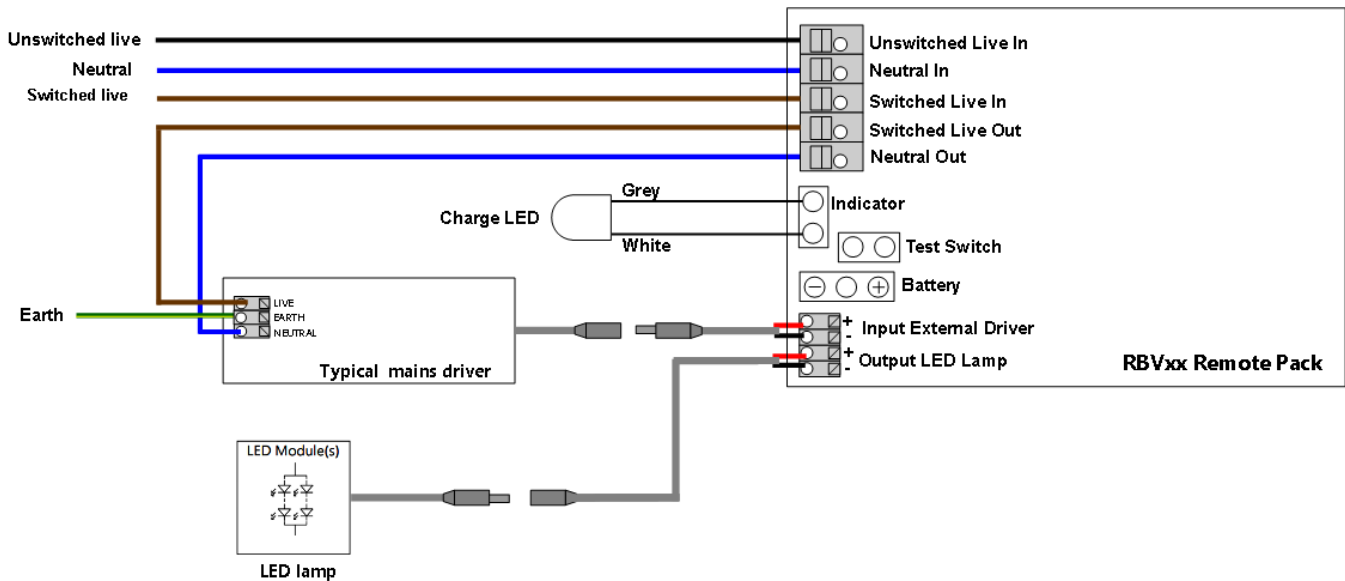 Unswitched live
Neutral
Switched live
Unswitched Live In
Neutral In
Switched Live In
Switched Live Out
Neutral Out
Charge LED
Grey
White
Indicator
Test Switch
Battery
- +
Earth
LIVE
EARTH
NEUTRAL
Typical mains driver
+
-
Input External Driver
+
-
Output LED Lamp
RBVxx Remote Pack
LED Module(s)
LED lamp